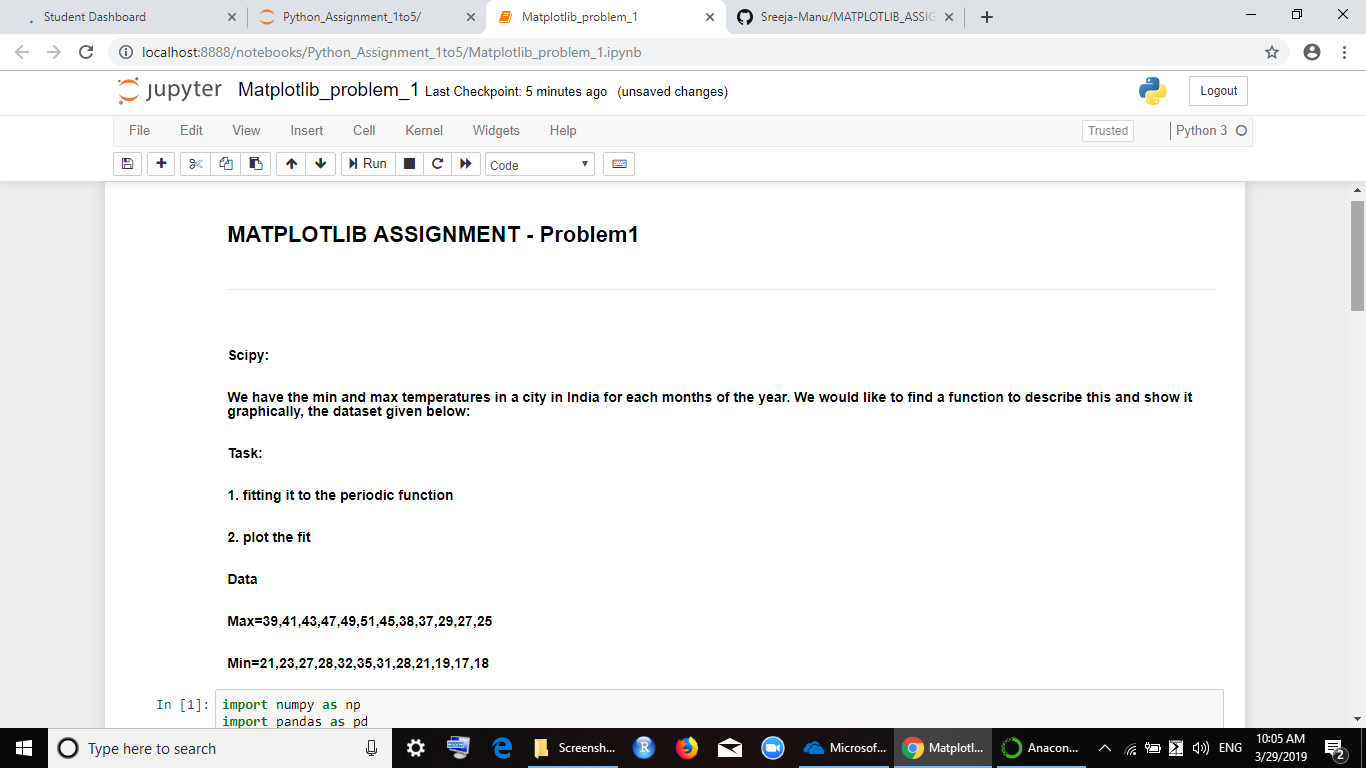 Student Dashboard
Python_Assignment_1to5/
Matplotlib_problem_1
Sreeja-Manu/MATPLOTLIB_ASSIG
localhost:8888/notebooks/Python_Assignment_1to5/Matplotlib_problem_1.ipynb
jupyter Matplotlib_problem_1 Last Checkpoint: 5 minutes ago (unsaved changes)
Logout
File Edit View Insert Cell Kernel Widgets Help
Trusted
Python 3
Run
Code
MATPLOTLIB ASSIGNMENT - Problem1
Scipy:
We have the min and max temperatures in a city in India for each months of the year. We would like to find a function to describe this and show it
graphically, the dataset given below:
Task:
1. fitting it to the periodic function
2. plot the fit
Data
Max=39,41,43,47,49,51,45,38,37,29,27,25
Min=21,23,27,28,32,35,31,28,21,19,17,18
In [1]: import numpy as np
import pandas as pd
Type here to search
Screensh...
R
Microsof...
Matplotl...
Anacon...
ENG
10:05 AM
3/29/2019
2